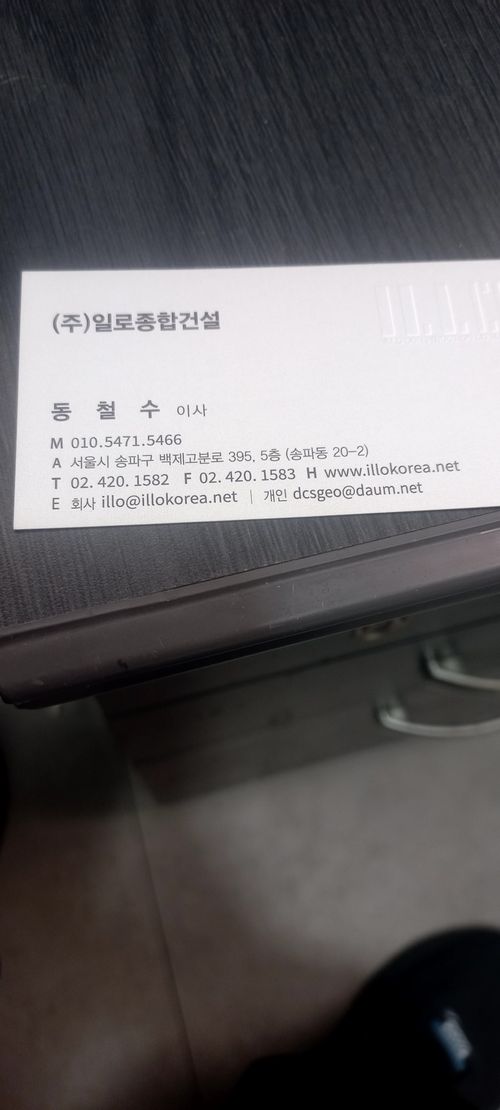 (주)일로종합건설
동 철 수 이사
M 010.5471.5466
A 서울시 송파구 백제고분로 395, 5층 (송파동 20-2)
T 02. 420. 1582 F 02. 420. 1583 H www.illokorea.net
E 회사 illo@illokorea.net | 개인 dcsgeo@daum.net